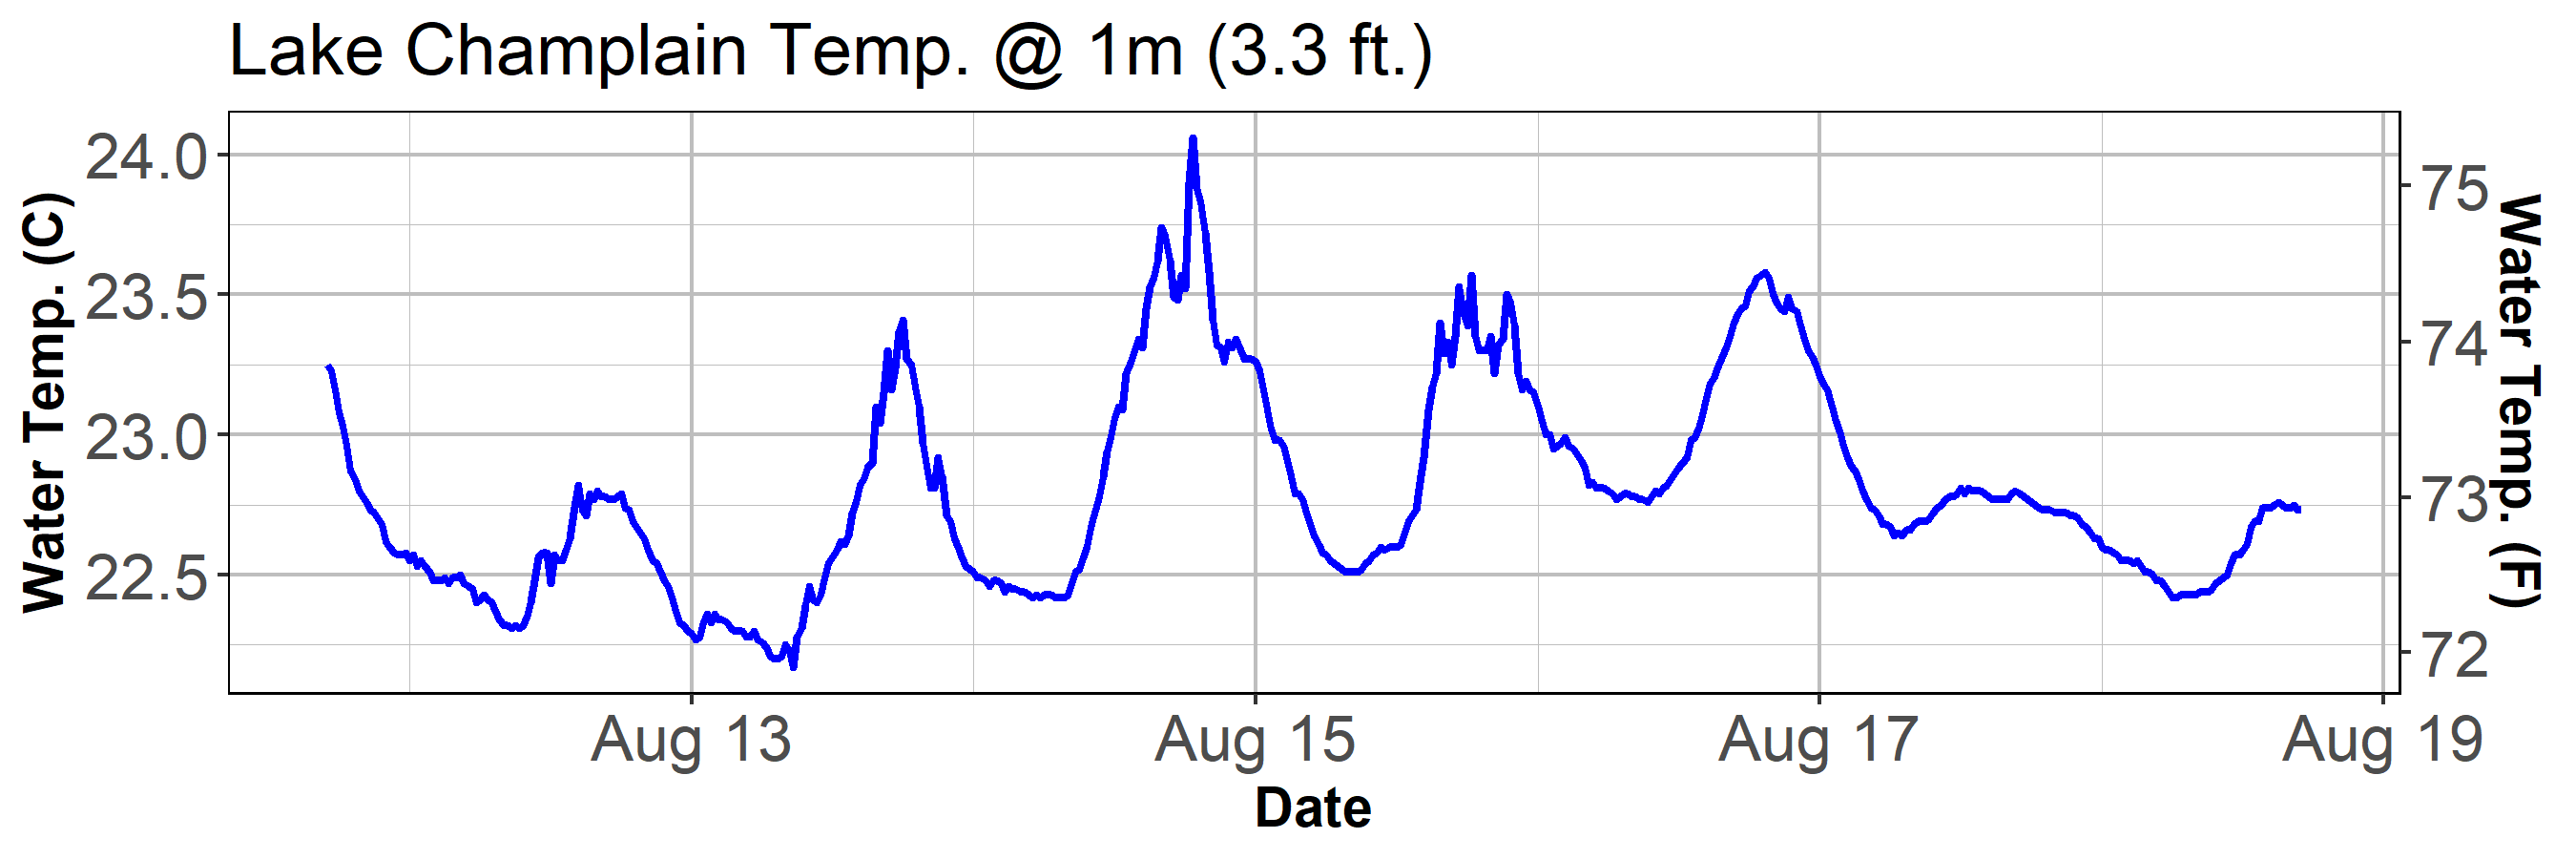 Lake Champlain Temp. @ 1m (3.3 ft.)
Water Temp. (C)
24.0
23.5
23.0
22.5
75
74
73
72
Water Temp. (F)
Aug 13
Aug 15
Aug 17
Aug 19
Date